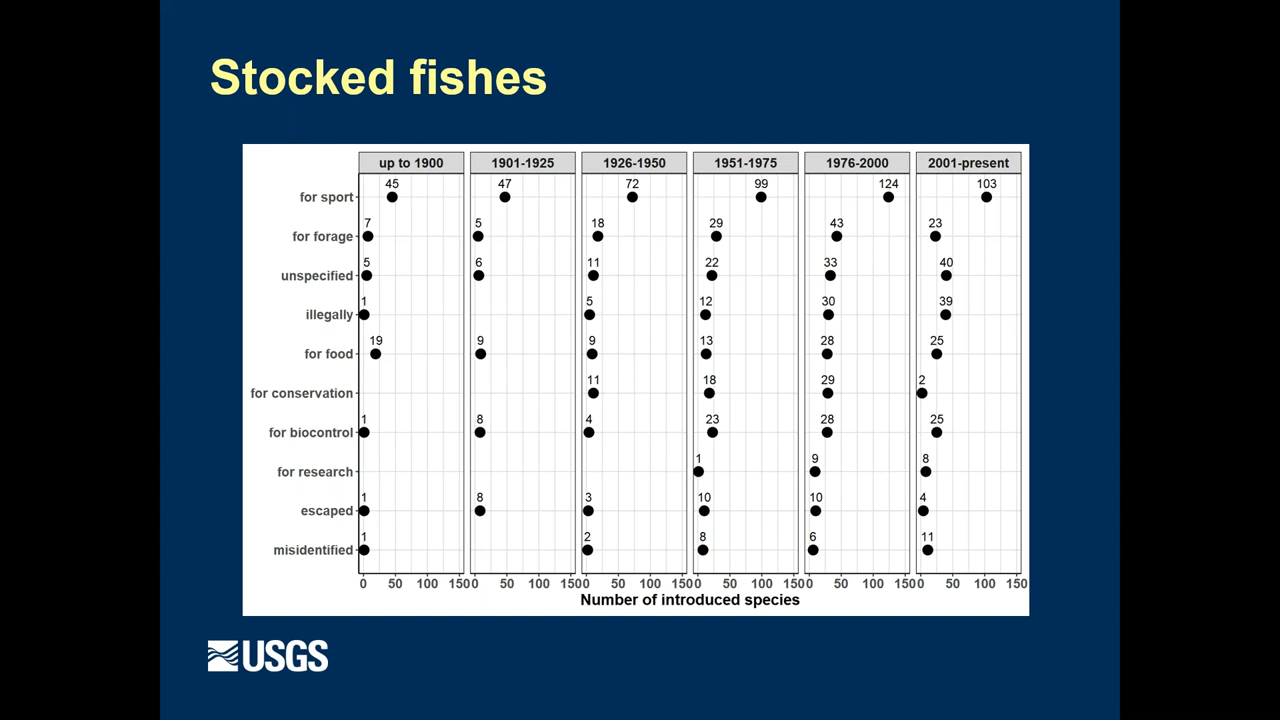 Stocked fishes
up to 1900 1901-1925 1926-1950 1951-1975 1976-2000 2001-present
for sport 45 47 72 99 124 103
for forage 7 5 18 29 43 23
unspecified 5 6 11 22 33 40
illegally 1 5 12 30 39
for food 19 9 9 13 28 25
for conservation 11 18 29 2
for biocontrol 1 8 4 23 28 25
for research 1 9 8
escaped 1 8 3 10 10 4
misidentified 1 2 8 6 11
0 50 100 150 0 50 100 150 0 50 100 150 0 50 100 150 0 50 100 150 0 50 100 150
Number of introduced species
USGS